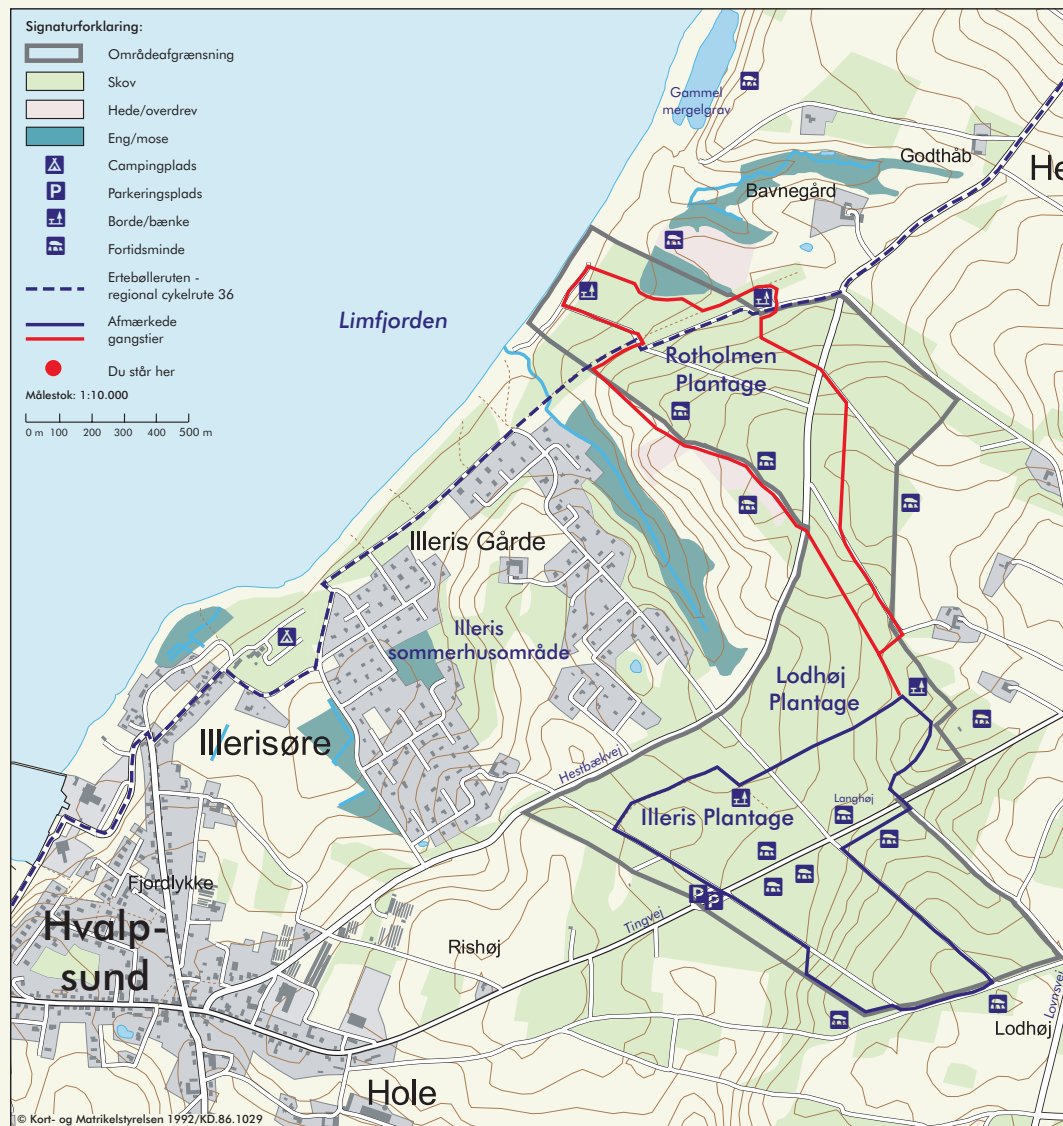 Signaturforklaring:
Områdeafgrænsning
Skov
Hede/overdrev
Eng/mose
Campingplads
P
Parkeringsplads
Borde/bænke
Fortidsminde
Ertebølleruten -
regional cykelrute 36
Afmærkede
gangstier
Du står her
Målestok: 1:10.000
0 m 100 200 300 400 500 m
Gammel
mergelgrav
Godthåb
He
Bavnegård
Limfjorden
Rotholmen
Plantage
Illeris Gårde
Illeris
sommerhusområde
Lodhøj
Plantage
Illerisøre
Hestbækvej
Langhøj
Illeris Plantage
Fjordlykke
P
P
Tingvej
Hvalp-
sund
Rishøj
Lovnsvej
Lodhøj
Hole
© Kort- og Matrikelstyrelsen 1992/KD.86.1029